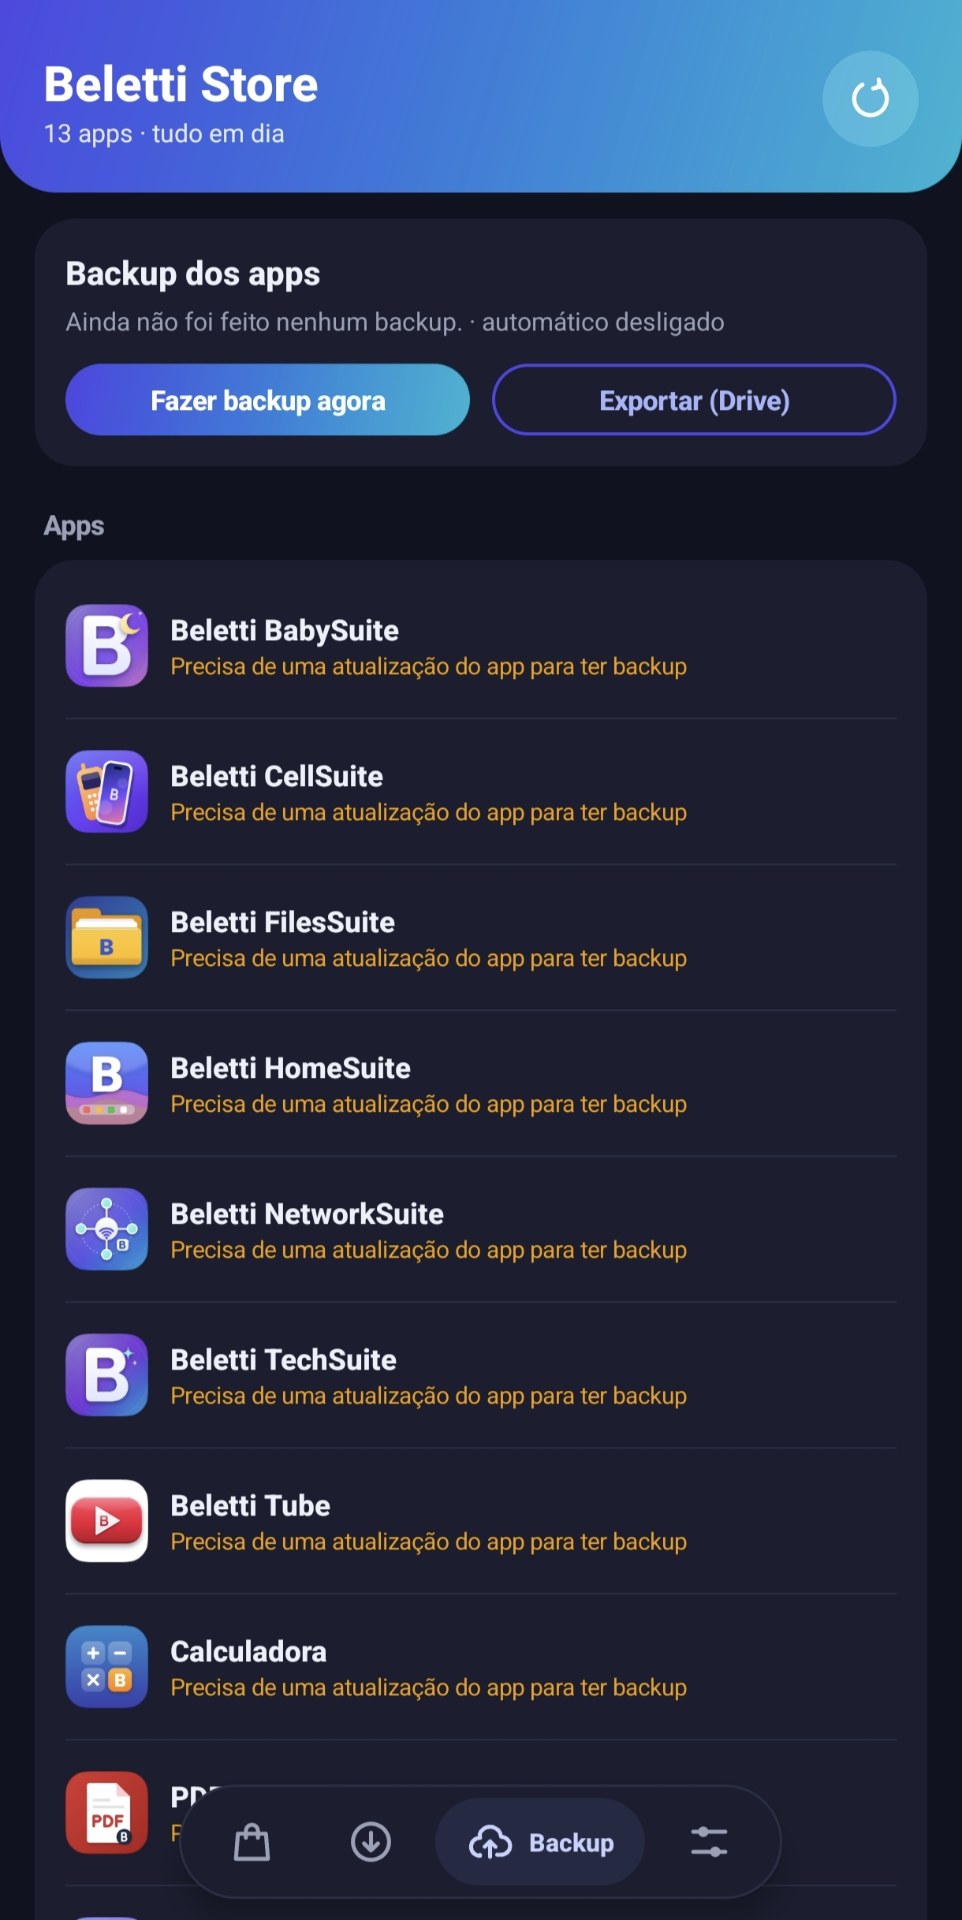 Beletti Store
13 apps · tudo em dia
Backup dos apps
Ainda não foi feito nenhum backup. · automático desligado
Fazer backup agora
Exportar (Drive)
Apps
B
Beletti BabySuite
Precisa de uma atualização do app para ter backup
B
Beletti CellSuite
Precisa de uma atualização do app para ter backup
B
Beletti FilesSuite
Precisa de uma atualização do app para ter backup
B
Beletti HomeSuite
Precisa de uma atualização do app para ter backup
B
Beletti NetworkSuite
Precisa de uma atualização do app para ter backup
B
Beletti TechSuite
Precisa de uma atualização do app para ter backup
B
Beletti Tube
Precisa de uma atualização do app para ter backup
B
Calculadora
Precisa de uma atualização do app para ter backup
PDF
B
Backup